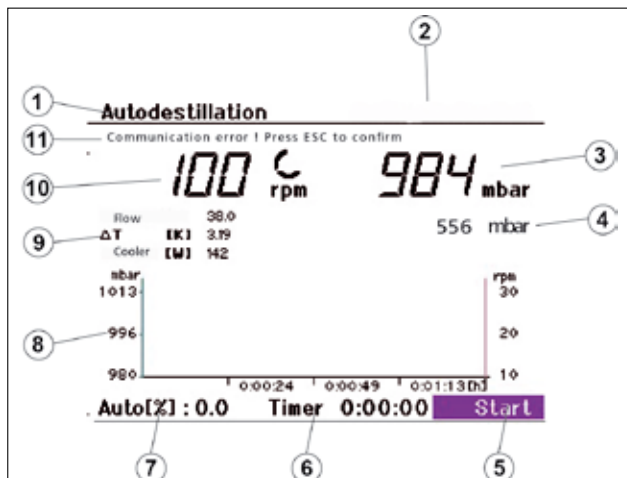 2
1 Autodestillation
11 Communication error ! Press ESC to confirm
10 100 rpm 984 mbar 3
Flow 38.0 556 mbar 4
9 ΔT [K] 3.19
Cooler [W] 142
mbar rpm
1013 30
8 996 20
980 10
0:00:24 0:00:49 0:01:13 [h]
Auto[%] : 0.0 Timer 0:00:00 Start
7 6 5